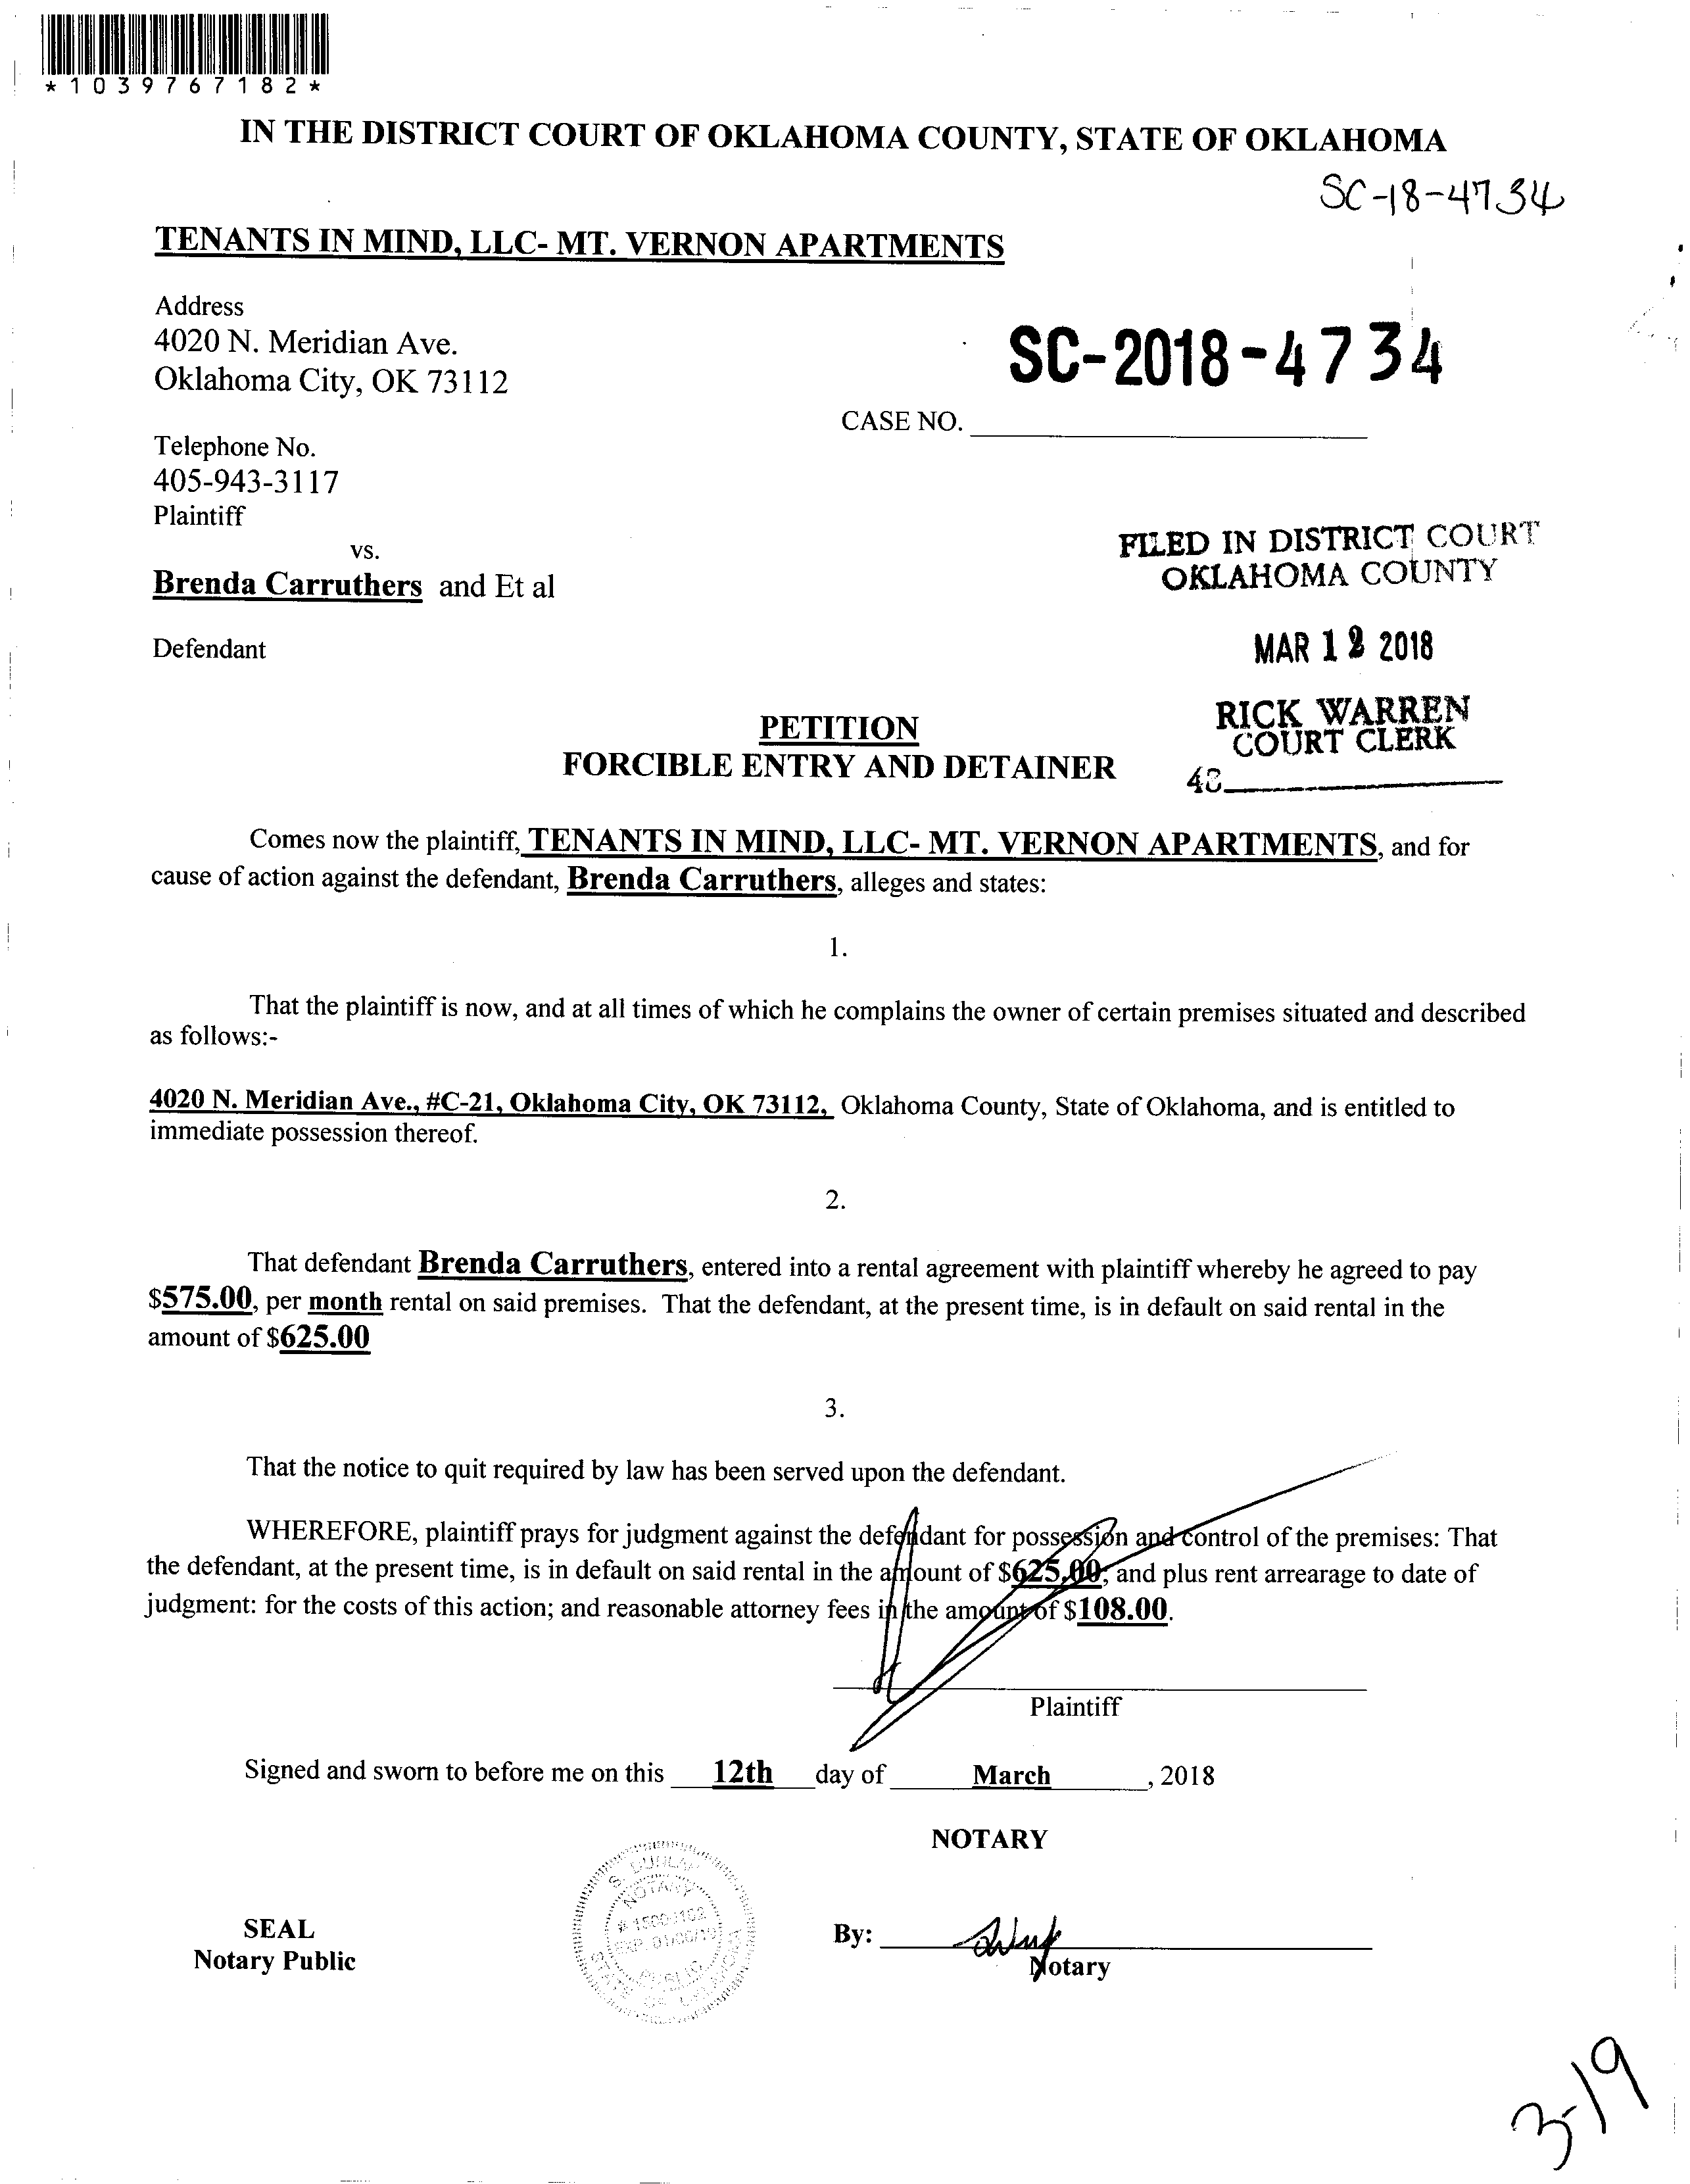 *1039767182*
IN THE DISTRICT COURT OF OKLAHOMA COUNTY, STATE OF OKLAHOMA
SC-18-4734
TENANTS IN MIND, LLC- MT. VERNON APARTMENTS
Address
4020 N. Meridian Ave.
Oklahoma City, OK 73112
SC-2018-4734
CASE NO.
Telephone No.
405-943-3117
Plaintiff
vs.
Brenda Carruthers and Et al
Defendant
FILED IN DISTRICT COURT
OKLAHOMA COUNTY
MAR 12 2018
RICK WARREN
COURT CLERK
PETITION
FORCIBLE ENTRY AND DETAINER
Comes now the plaintiff, TENANTS IN MIND, LLC- MT. VERNON APARTMENTS, and for
cause of action against the defendant, Brenda Carruthers, alleges and states:
1.
That the plaintiff is now, and at all times of which he complains the owner of certain premises situated and described
as follows:-
4020 N. Meridian Ave., #C-21, Oklahoma City, OK 73112, Oklahoma County, State of Oklahoma, and is entitled to
immediate possession thereof.
2.
That defendant Brenda Carruthers, entered into a rental agreement with plaintiff whereby he agreed to pay
$575.00, per month rental on said premises. That the defendant, at the present time, is in default on said rental in the
amount of $625.00
3.
That the notice to quit required by law has been served upon the defendant.
WHEREFORE, plaintiff prays for judgment against the defendant for possession and control of the premises: That
the defendant, at the present time, is in default on said rental in the amount of $625.00; and plus rent arrearage to date of
judgment: for the costs of this action; and reasonable attorney fees in the amount of $108.00.
Plaintiff
Signed and sworn to before me on this 12th day of March, 2018
NOTARY
SEAL
Notary Public
S. DUNLAP
NOTARY
PUBLIC
STATE OF OKLAHOMA
By:
Notary
3-19